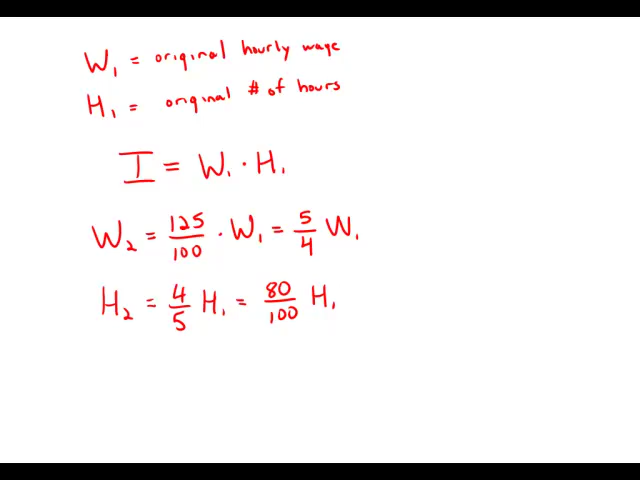 W₁ = original hourly wage
H₁ = original # of hours
I = W₁ · H₁
W₂ = 125/100 · W₁ = 5/4 W₁
H₂ = 4/5 H₁ = 80/100 H₁